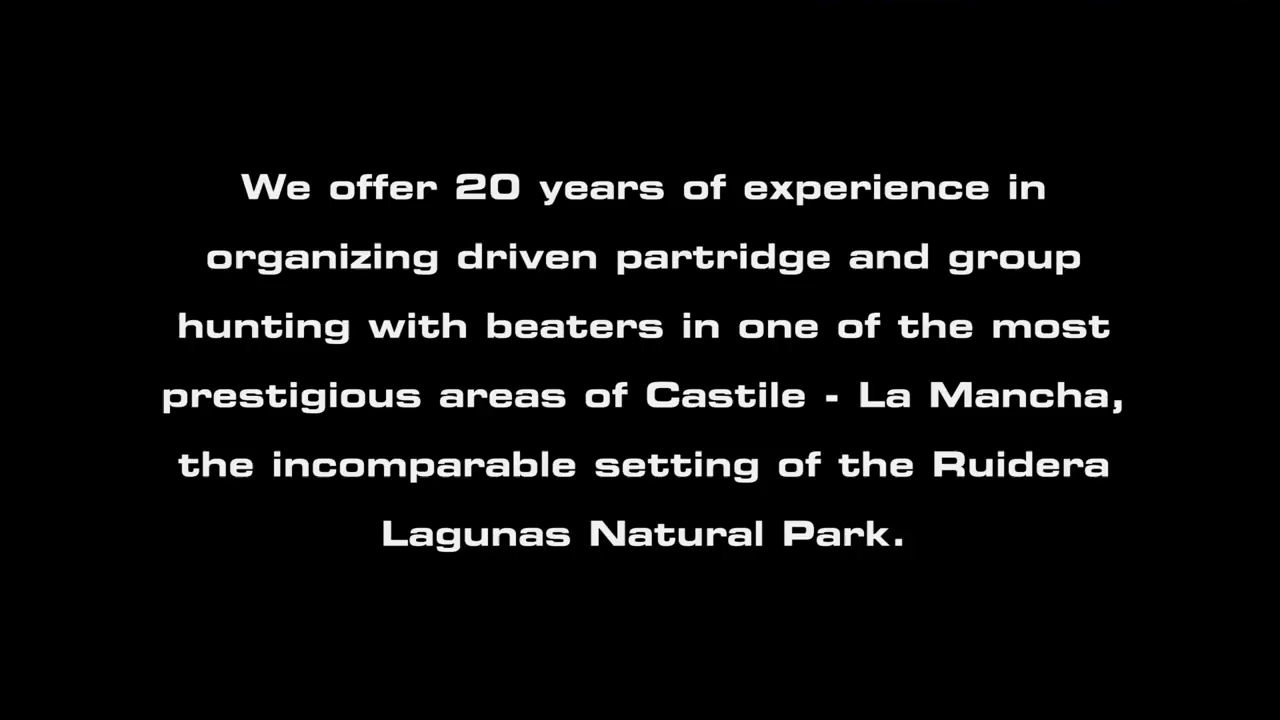 We offer 20 years of experience in
organizing driven partridge and group
hunting with beaters in one of the most
prestigious areas of Castile - La Mancha,
the incomparable setting of the Ruidera
Lagunas Natural Park.